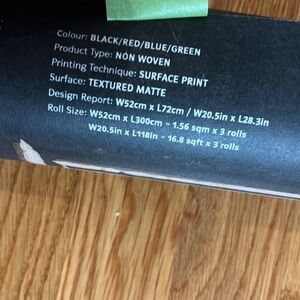 Colour: BLACK/RED/BLUE/GREEN
Product Type: NON WOVEN
Printing Technique: SURFACE PRINT
Surface: TEXTURED MATTE
Design Report: W52cm x L72cm / W20.5in x L28.3in
Roll Size: W52cm x L300cm - 1.56 sqm x 3 rolls
W20.5in x L118in - 16.8 sqft x 3 rolls